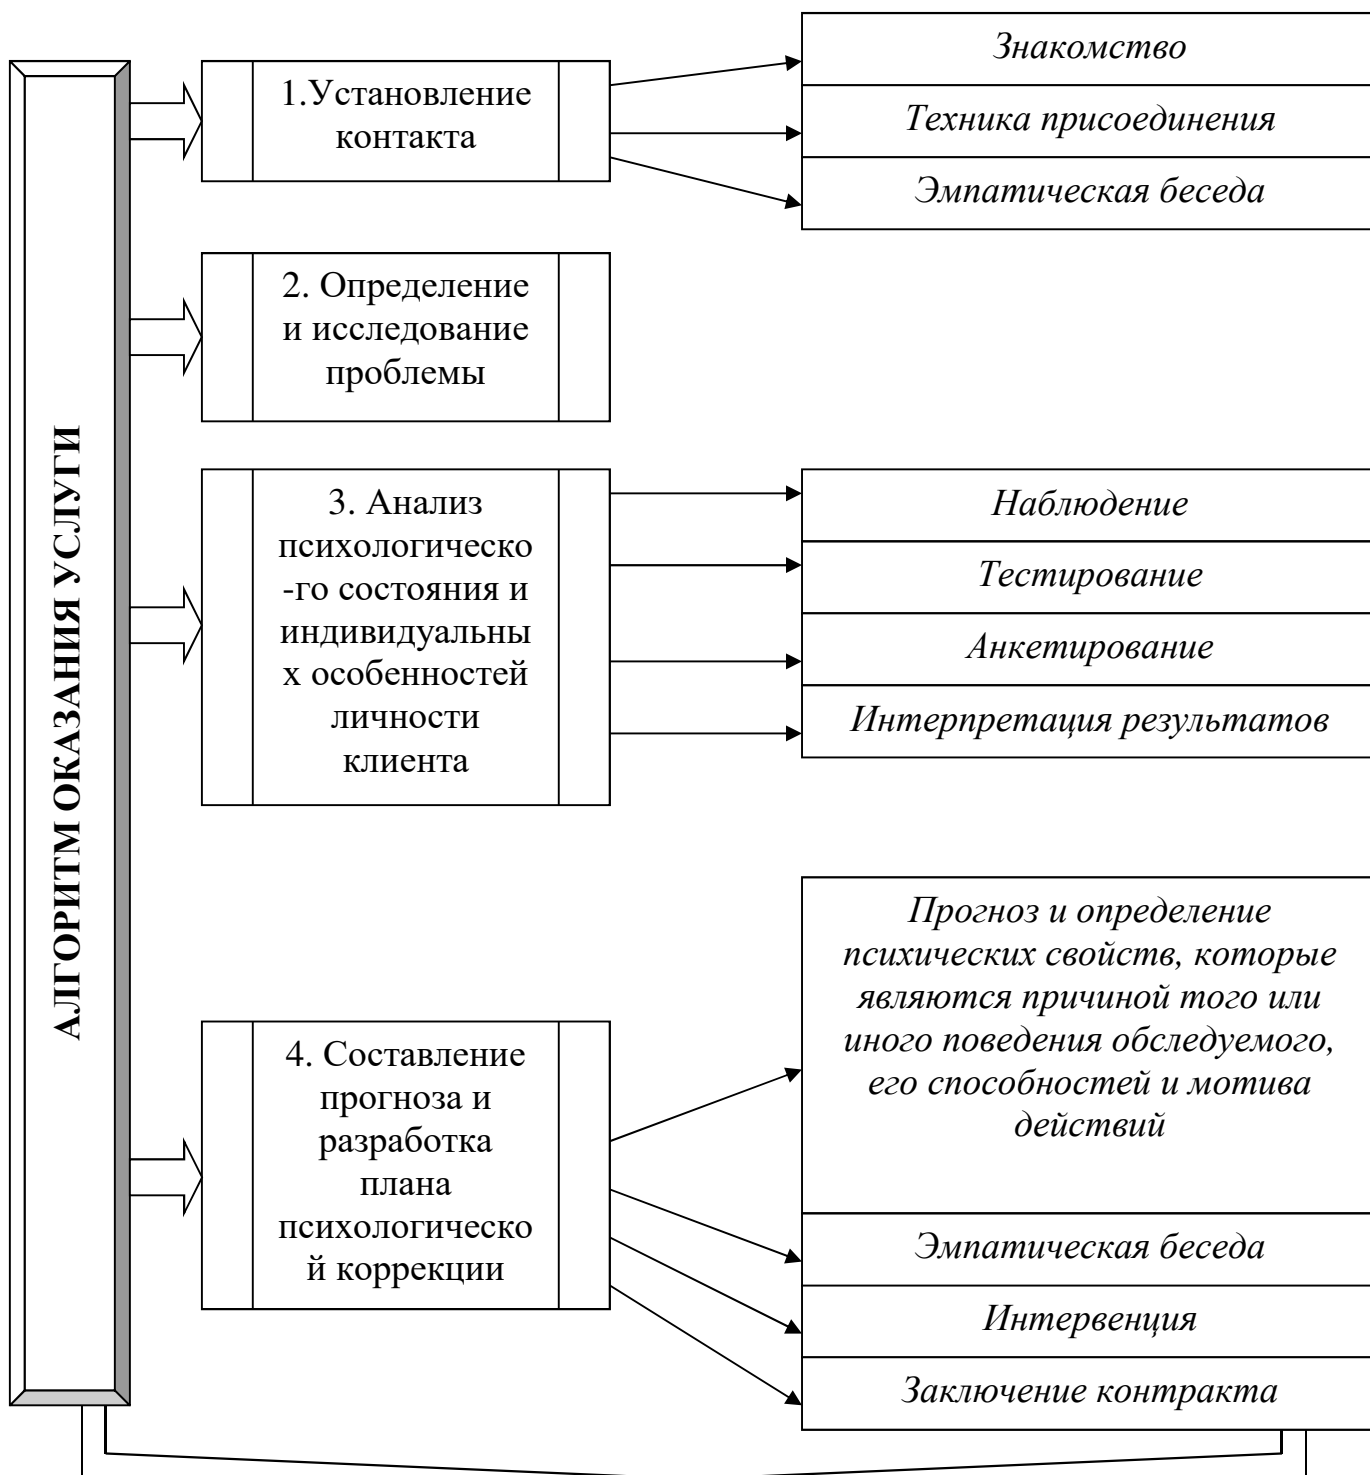 АЛГОРИТМ ОКАЗАНИЯ УСЛУГИ
1.Установление
контакта
Знакомство
Техника присоединения
Эмпатическая беседа
2. Определение
и исследование
проблемы
3. Анализ
психологическо
-го состояния и
индивидуальны
х особенностей
личности
клиента
Наблюдение
Тестирование
Анкетирование
Интерпретация результатов
4. Составление
прогноза и
разработка
плана
психологическо
й коррекции
Прогноз и определение
психических свойств, которые
являются причиной того или
иного поведения обследуемого,
его способностей и мотива
действий
Эмпатическая беседа
Интервенция
Заключение контракта